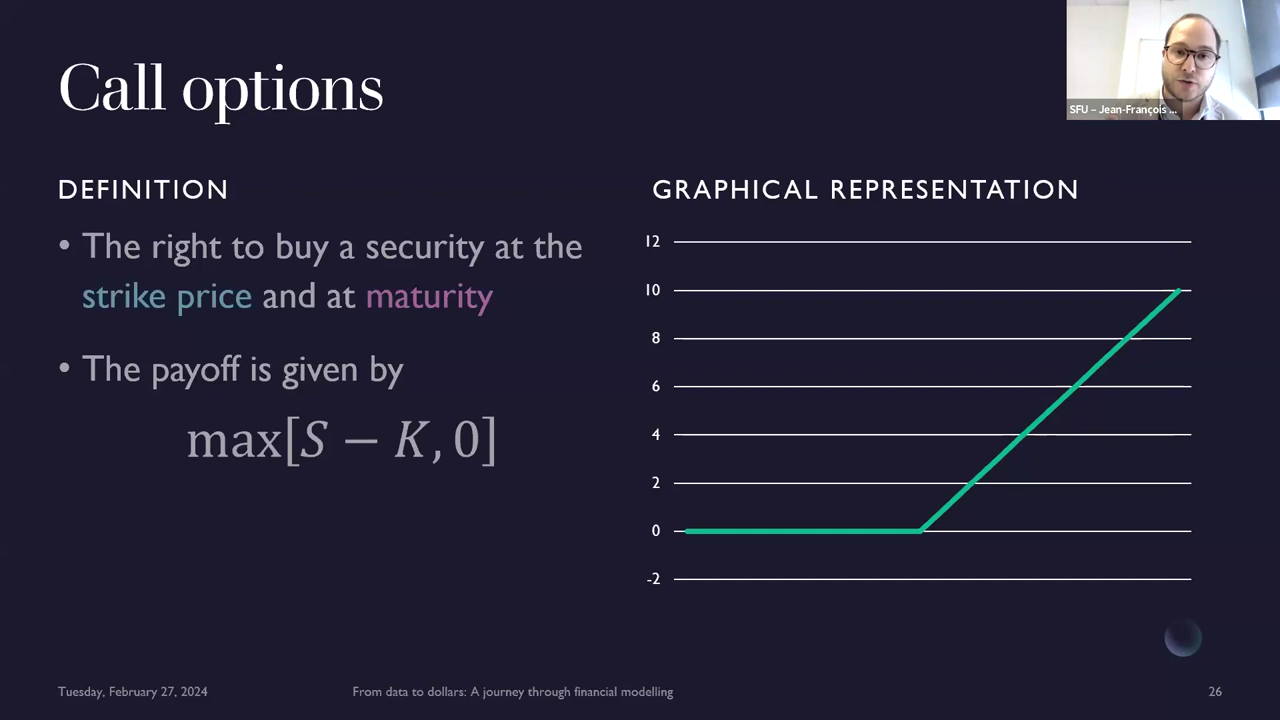 Call options
SFU – Jean-François ...
DEFINITION
• The right to buy a security at the
strike price and at maturity
• The payoff is given by
max[S − K, 0]
GRAPHICAL REPRESENTATION
12
10
8
6
4
2
0
-2
Tuesday, February 27, 2024
From data to dollars: A journey through financial modelling
26